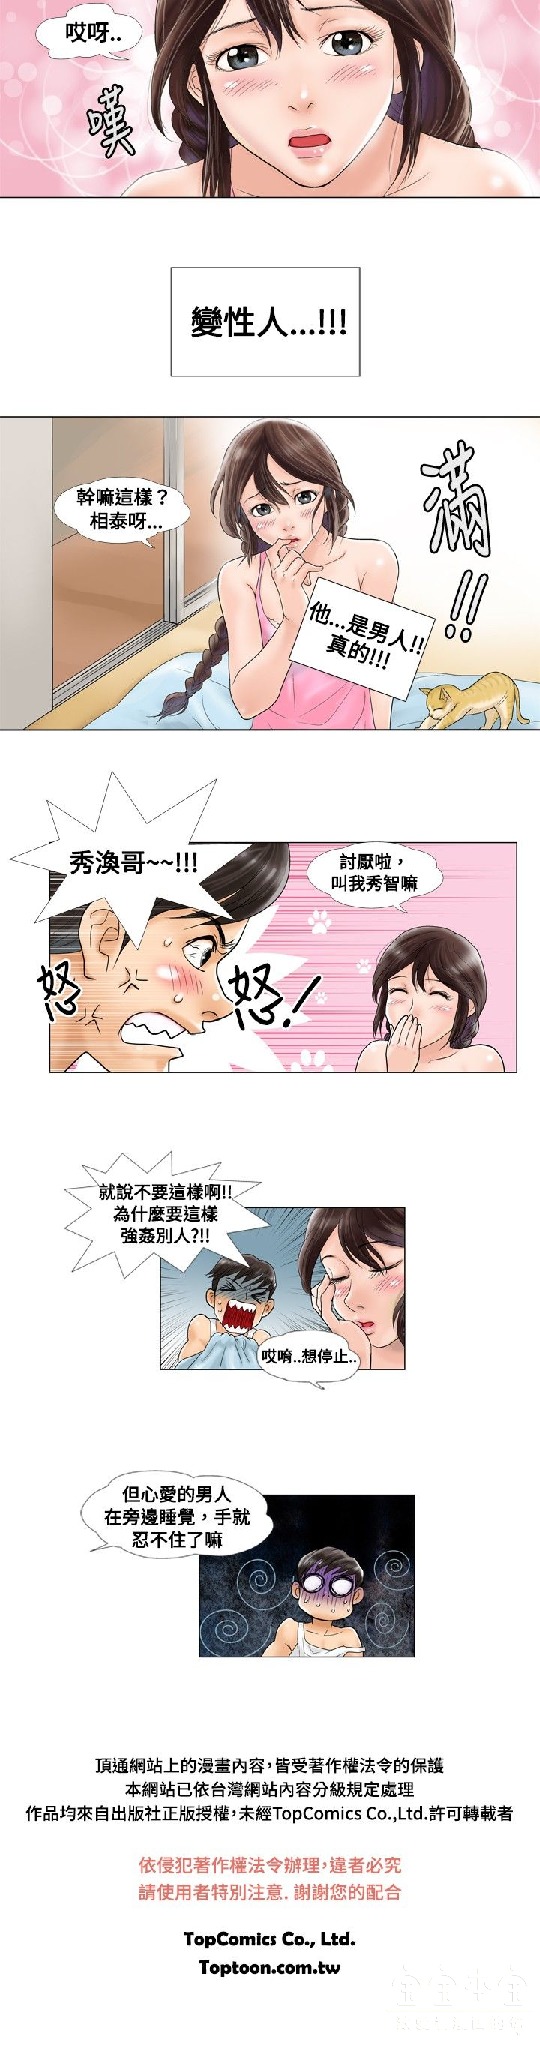 哎呀..
嘆
變性人...!!!
幹嘛這樣？
相泰呀...
滿!!
他...是男人!!
真的!!!
秀渙哥~~!!!
討厭啦，
叫我秀智嘛
怒
怒!
就說不要這樣啊!!
為什麼要這樣
強姦別人?!!
哎唷..想停止..
但心愛的男人
在旁邊睡覺，手就
忍不住了嘛
頂通網站上的漫畫內容，皆受著作權法令的保護
本網站已依台灣網站內容分級規定處理
作品均來自出版社正版授權，未經TopComics Co.,Ltd.許可轉載者
依侵犯著作權法令辦理，違者必究
請使用者特別注意. 謝謝您的配合
TopComics Co., Ltd.
Toptoon.com.tw